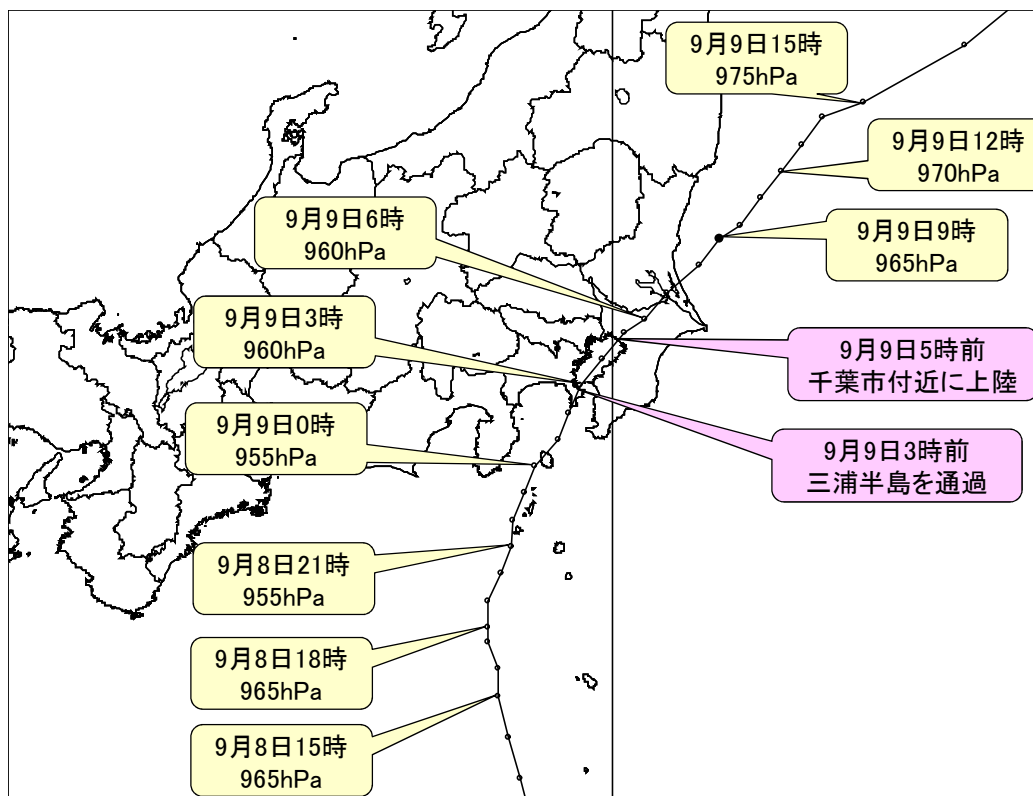 9月9日15時
975hPa
9月9日12時
970hPa
9月9日6時
960hPa
9月9日9時
965hPa
9月9日3時
960hPa
9月9日5時前
千葉市付近に上陸
9月9日0時
955hPa
9月9日3時前
三浦半島を通過
9月8日21時
955hPa
9月8日18時
965hPa
9月8日15時
965hPa